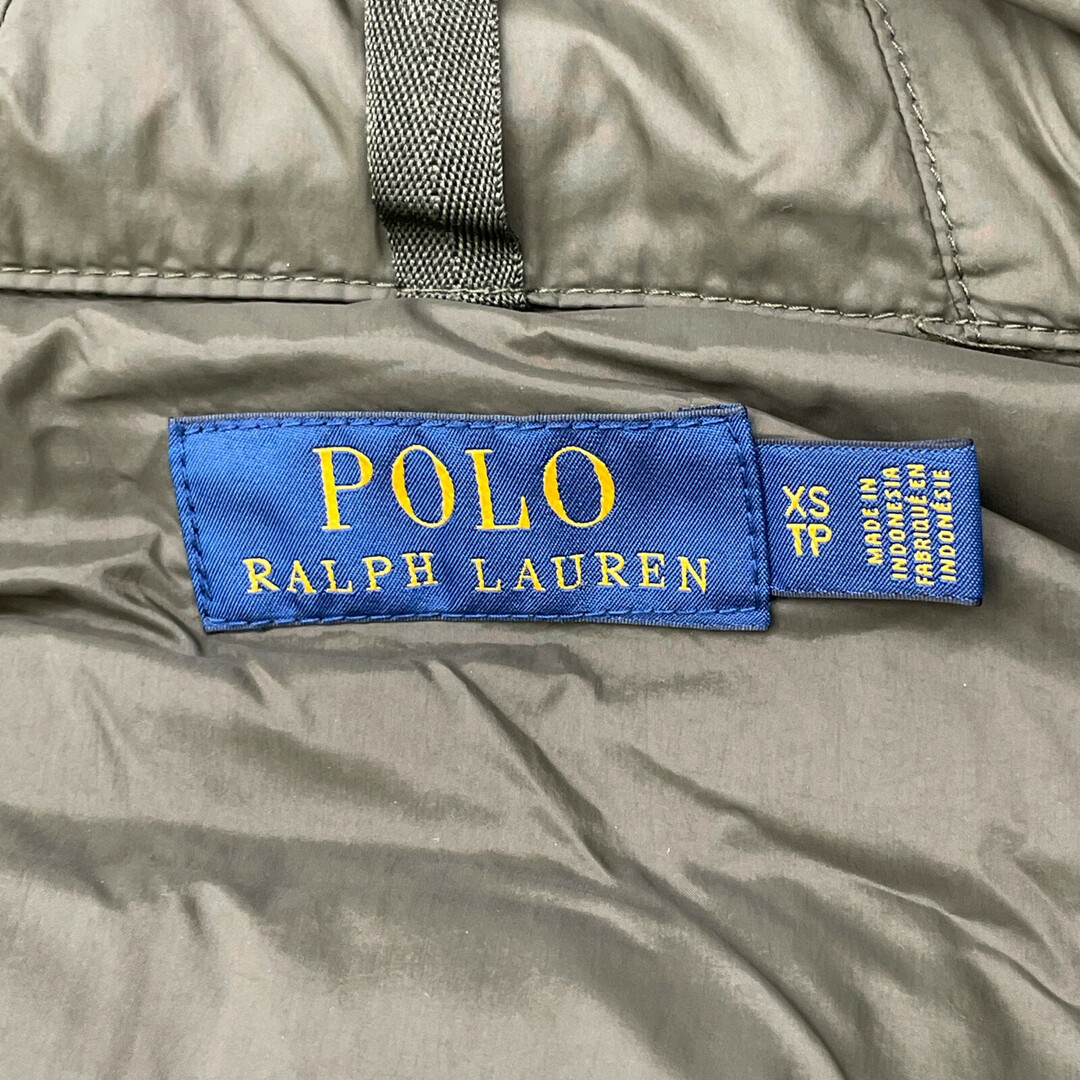 POLO
RALPH LAUREN
XS
TP
MADE IN
INDONESIA
FABRIQUÉ EN
INDONÉSIE